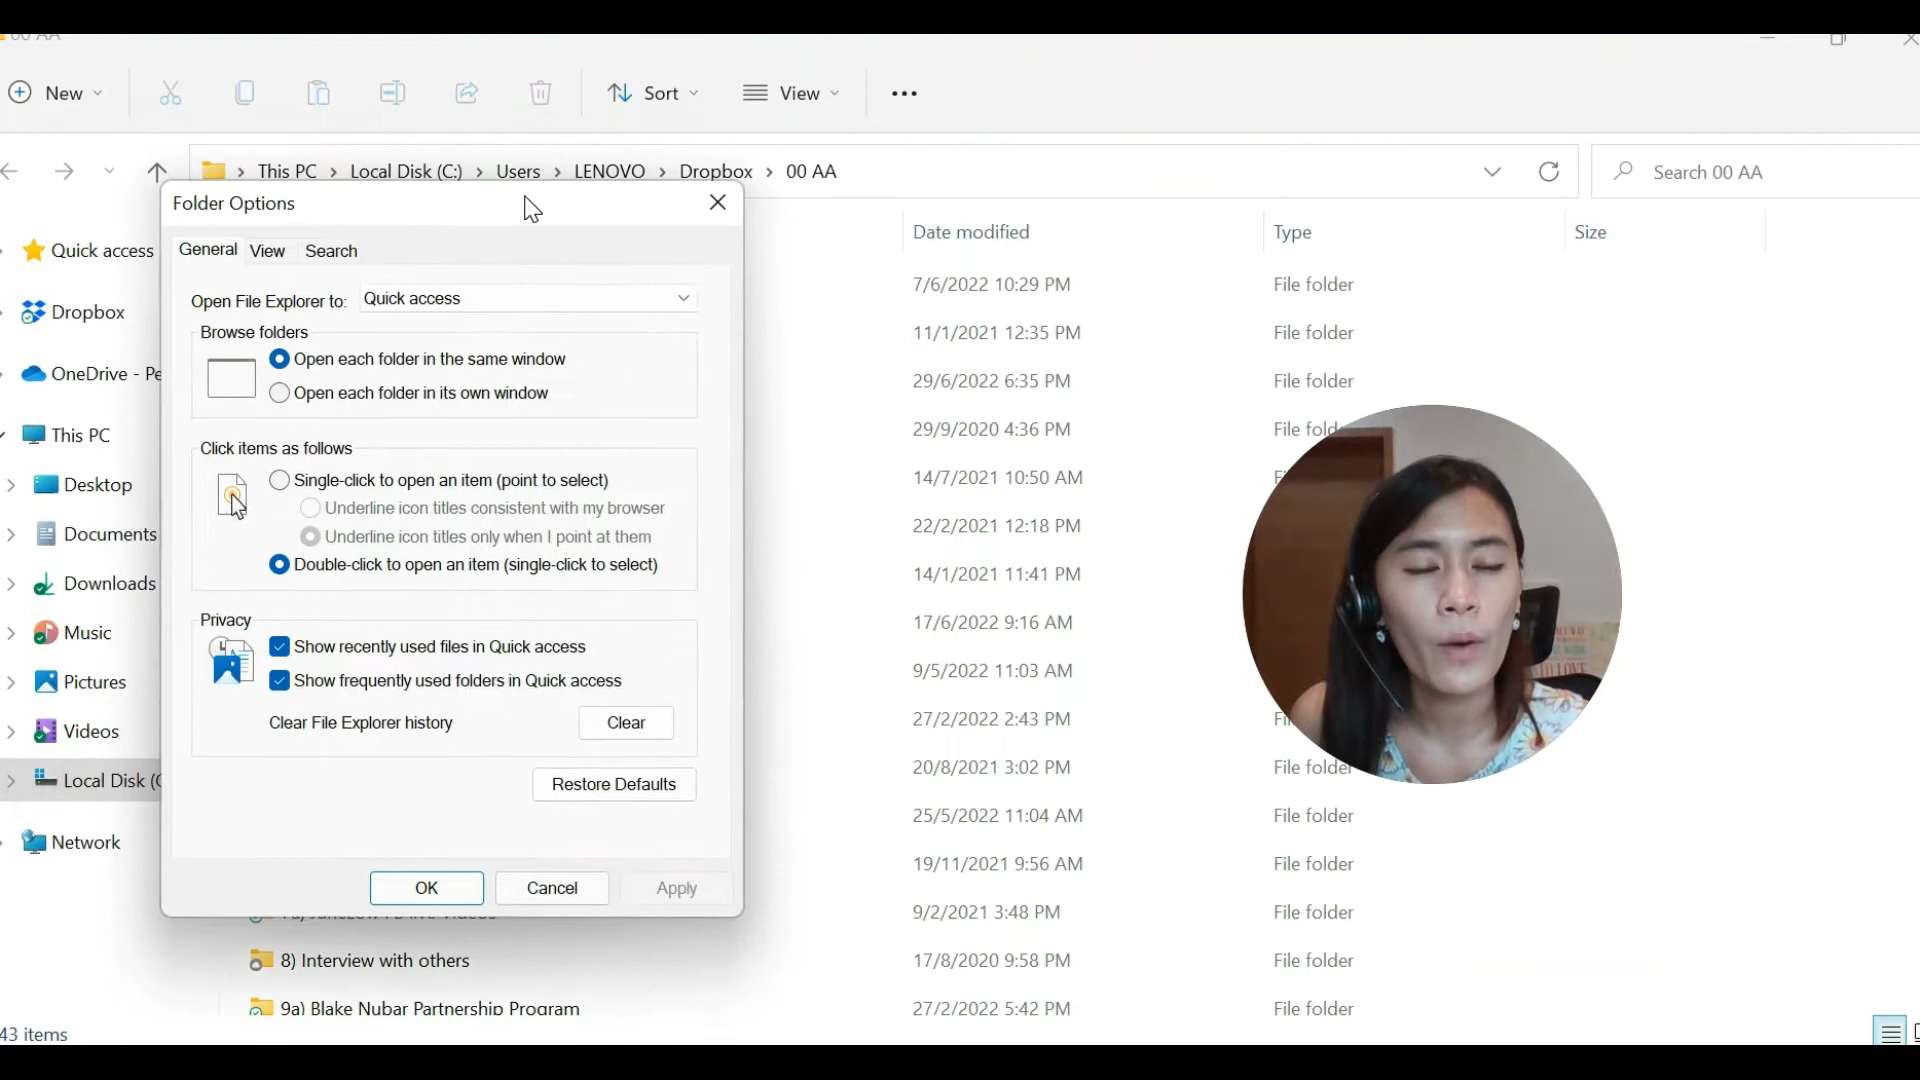 00 AA
New
Sort
View
This PC
Local Disk (C:)
Users
LENOVO
Dropbox
00 AA
Search 00 AA
Folder Options
General
View
Search
Open File Explorer to:
Quick access
Browse folders
Open each folder in the same window
Open each folder in its own window
Click items as follows
Single-click to open an item (point to select)
Underline icon titles consistent with my browser
Underline icon titles only when I point at them
Double-click to open an item (single-click to select)
Privacy
Show recently used files in Quick access
Show frequently used folders in Quick access
Clear File Explorer history
Clear
Restore Defaults
OK
Cancel
Apply
Quick access
Dropbox
OneDrive - Pe
This PC
Desktop
Documents
Downloads
Music
Pictures
Videos
Local Disk (C
Network
Date modified
Type
Size
7/6/2022 10:29 PM
File folder
11/1/2021 12:35 PM
File folder
29/6/2022 6:35 PM
File folder
29/9/2020 4:36 PM
File fold
14/7/2021 10:50 AM
22/2/2021 12:18 PM
14/1/2021 11:41 PM
17/6/2022 9:16 AM
9/5/2022 11:03 AM
27/2/2022 2:43 PM
20/8/2021 3:02 PM
File folder
25/5/2022 11:04 AM
File folder
19/11/2021 9:56 AM
File folder
9/2/2021 3:48 PM
File folder
8) Interview with others
17/8/2020 9:58 PM
File folder
9a) Blake Nubar Partnership Program
27/2/2022 5:42 PM
File folder
43 items